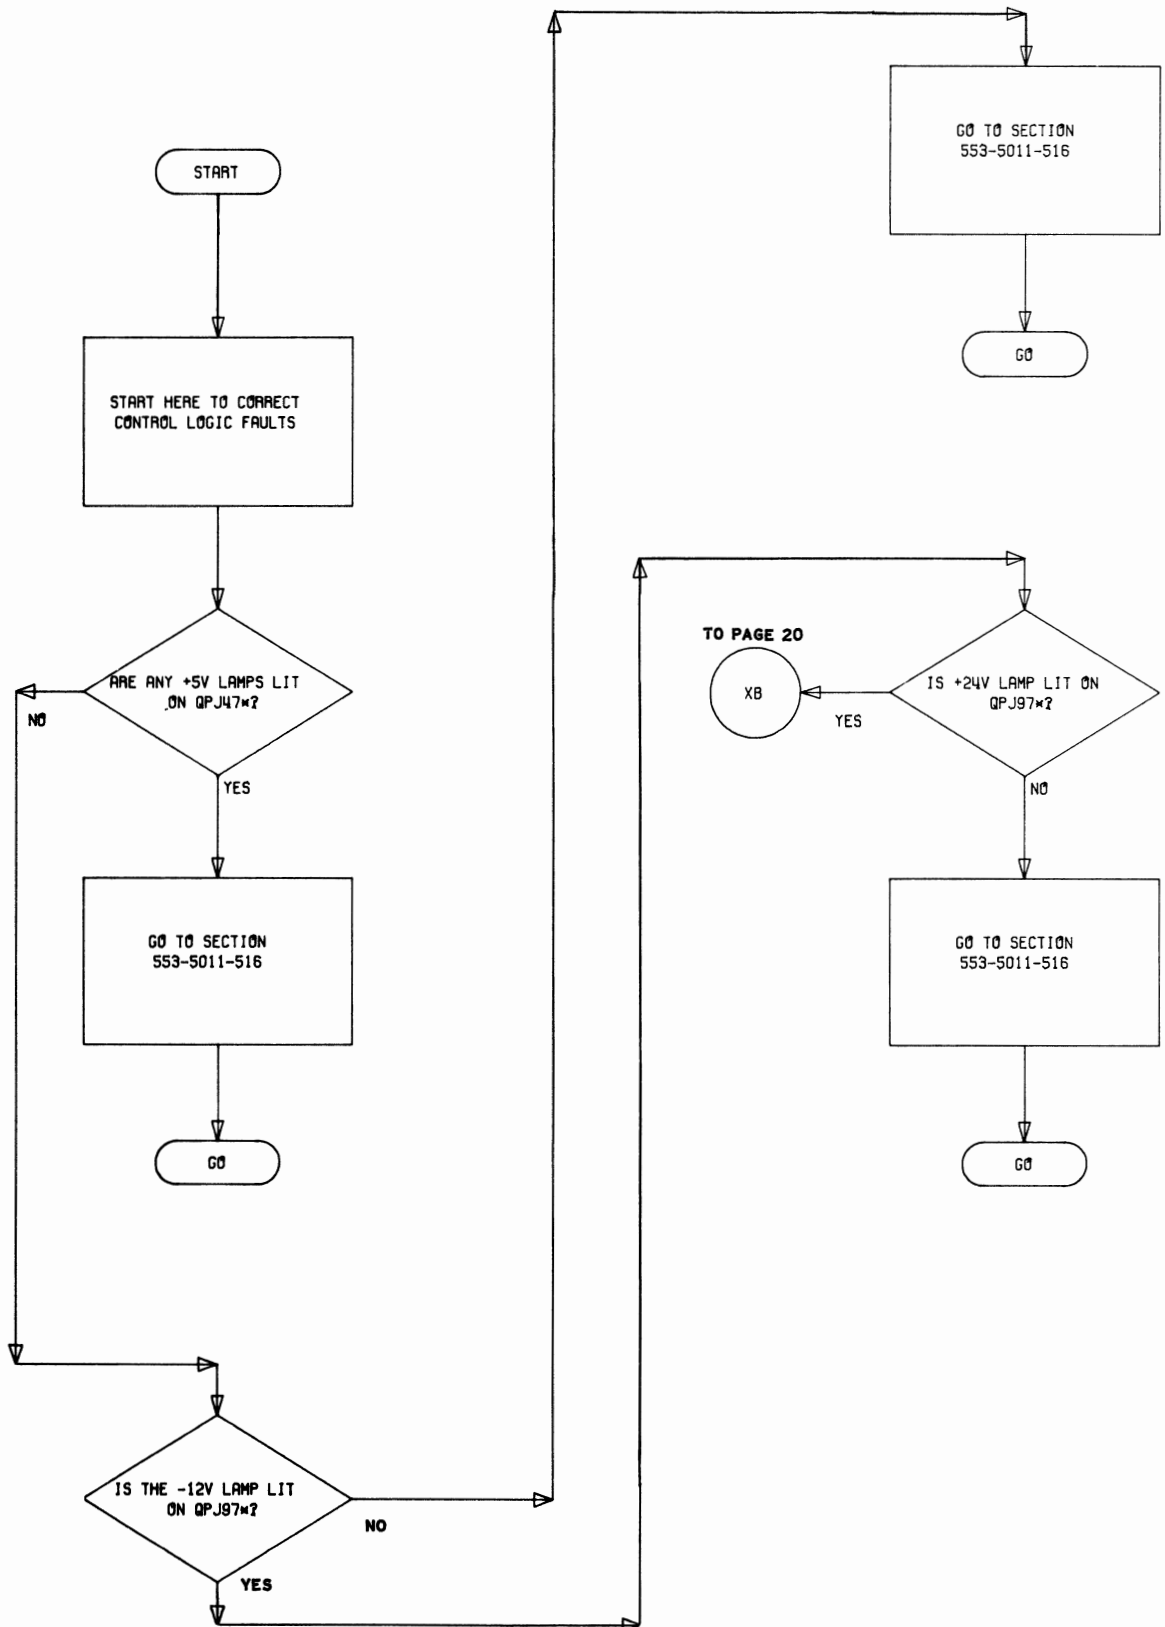 START
START HERE TO CORRECT
CONTROL LOGIC FAULTS
ARE ANY +5V LAMPS LIT
ON QPJ47*?
NO
YES
GO TO SECTION
553-5011-516
GO
IS THE -12V LAMP LIT
ON QPJ97*?
NO
YES
GO TO SECTION
553-5011-516
GO
TO PAGE 20
XB
YES
IS +24V LAMP LIT ON
QPJ97*?
NO
GO TO SECTION
553-5011-516
GO